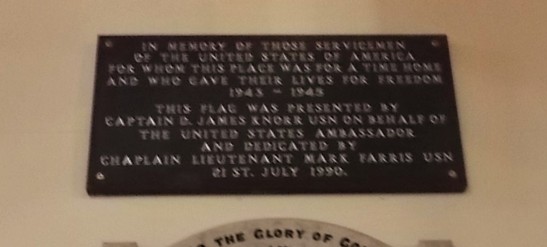 IN MEMORY OF THOSE SERVICEMEN
OF THE UNITED STATES OF AMERICA
FOR WHOM THIS PLACE WAS FOR A TIME HOME
AND WHO GAVE THEIR LIVES FOR FREEDOM
1943 - 1945
THIS FLAG WAS PRESENTED BY
CAPTAIN D. JAMES KNORR USN ON BEHALF OF
THE UNITED STATES AMBASSADOR
AND DEDICATED BY
CHAPLAIN LIEUTENANT MARK FARRIS USN
21 ST. JULY 1990.
THE GLORY OF